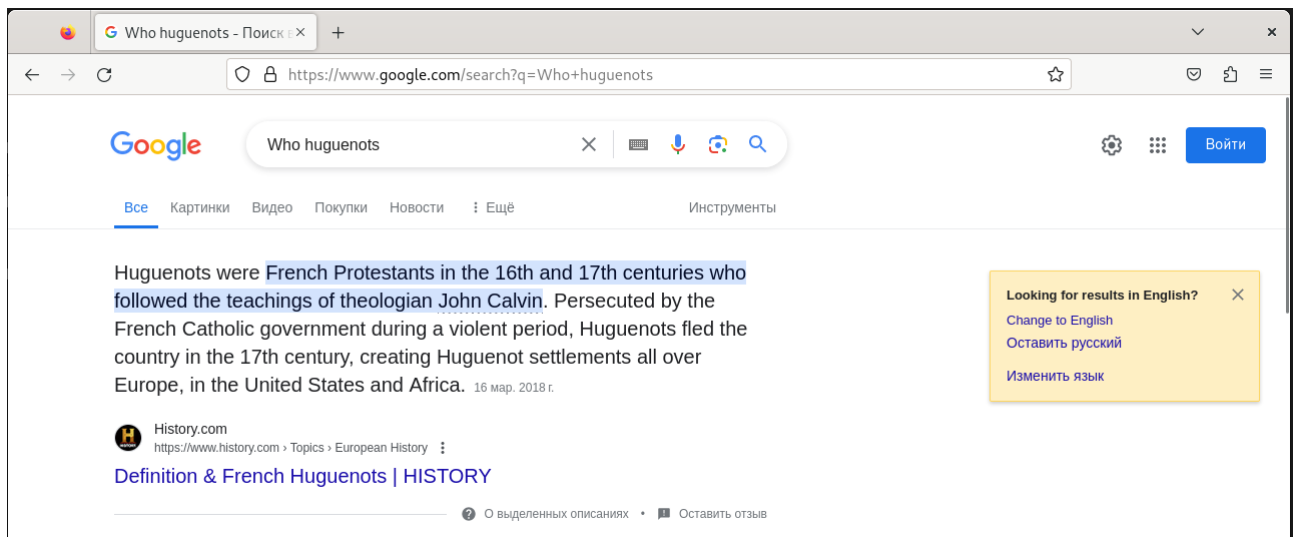 Who huguenots - Поиск в
https://www.google.com/search?q=Who+huguenots
Google
Who huguenots
Войти
Все Картинки Видео Покупки Новости Ещё Инструменты
Huguenots were French Protestants in the 16th and 17th centuries who
followed the teachings of theologian John Calvin. Persecuted by the
French Catholic government during a violent period, Huguenots fled the
country in the 17th century, creating Huguenot settlements all over
Europe, in the United States and Africa. 16 мар. 2018 г.
Looking for results in English?
Change to English
Оставить русский
Изменить язык
H
HISTORY
History.com
https://www.history.com › Topics › European History
Definition & French Huguenots | HISTORY
О выделенных описаниях • Оставить отзыв